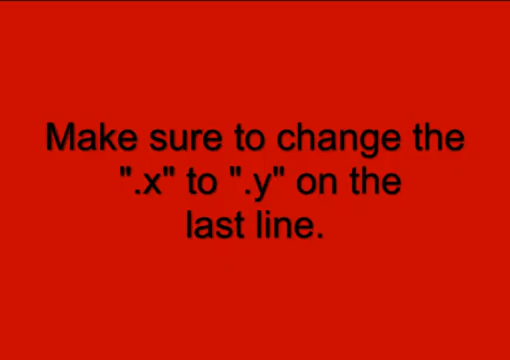 Make sure to change the
".x" to ".y" on the
last line.